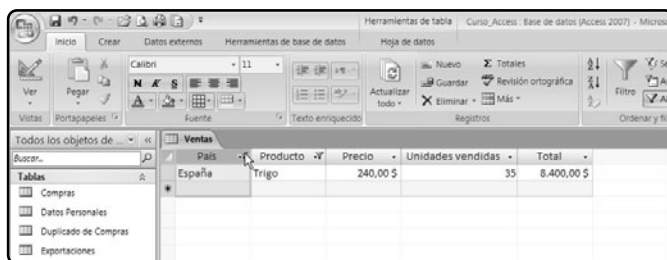 Herramientas de tabla Curso_Access : Base de datos (Access 2007) - Micros
Inicio Crear Datos externos Herramientas de base de datos Hoja de datos
Ver
Pegar
Calibri 11
N K S
Actualizar todo
Nuevo
Guardar
Eliminar
Totales
Revisión ortográfica
Más
Filtro
Vistas Portapapeles Fuente Texto enriquecido Registros Ordenar y fil
Todos los objetos de ... «
Buscar...
Tablas
Compras
Datos Personales
Duplicado de Compras
Exportaciones
Ventas
País Producto Precio Unidades vendidas Total
España Trigo 240,00 $ 35 8.400,00 $